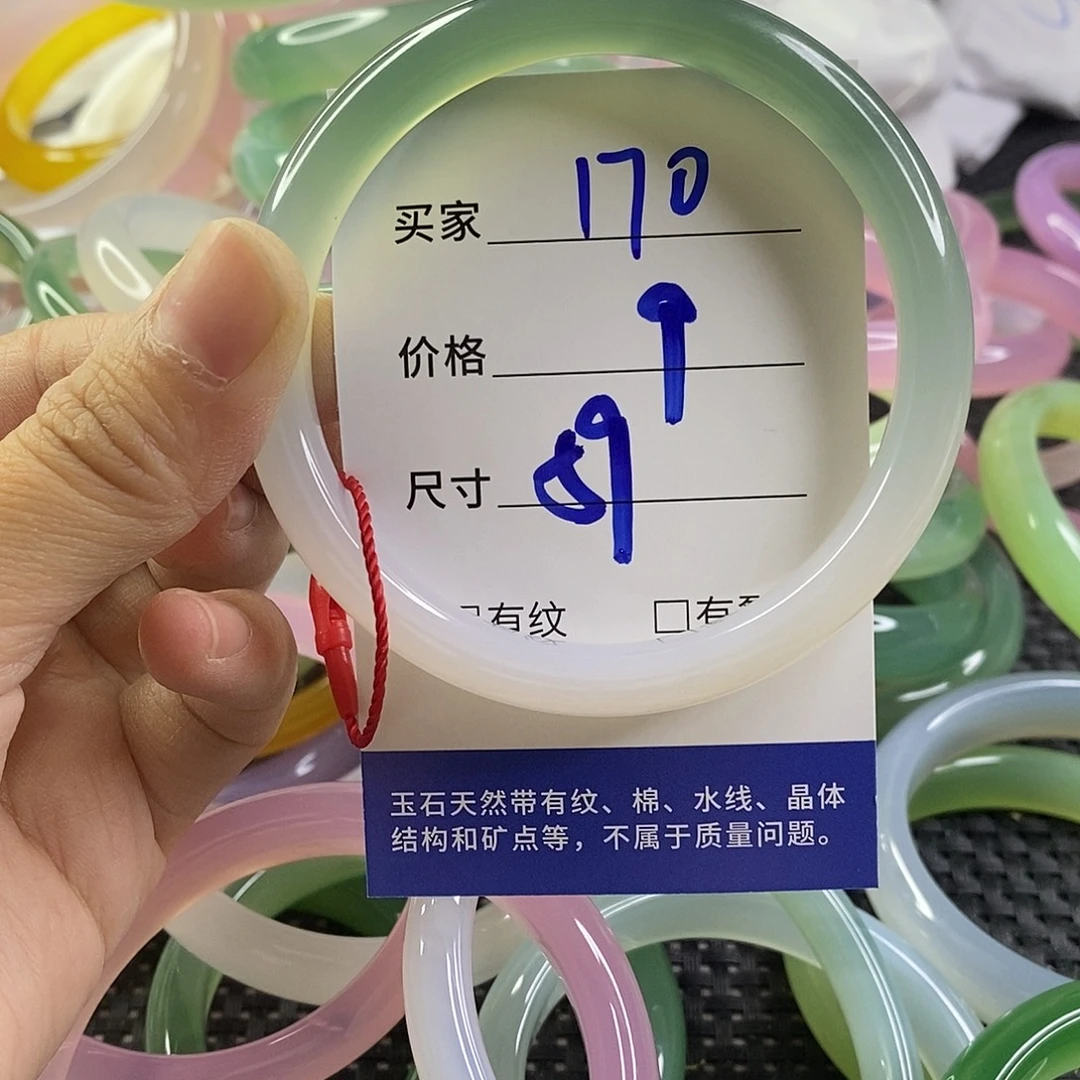 买家 170
价格
尺寸 59
有纹 □有
玉石天然带有纹、棉、水线、晶体
结构和矿点等，不属于质量问题。